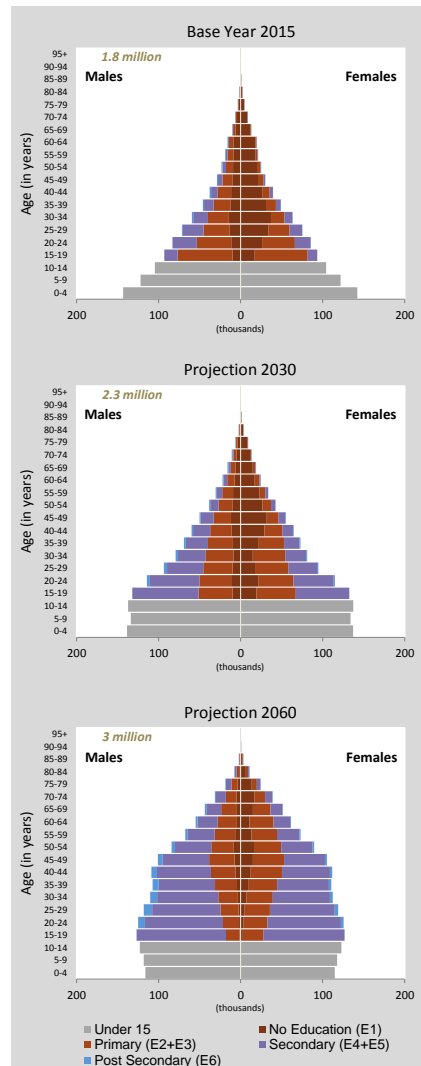 Base Year 2015
1.8 million
Males
Females
Age (in years)
95+
90-94
85-89
80-84
75-79
70-74
65-69
60-64
55-59
50-54
45-49
40-44
35-39
30-34
25-29
20-24
15-19
10-14
5-9
0-4
200 100 0 100 200
(thousands)
Projection 2030
2.3 million
Males
Females
Age (in years)
95+
90-94
85-89
80-84
75-79
70-74
65-69
60-64
55-59
50-54
45-49
40-44
35-39
30-34
25-29
20-24
15-19
10-14
5-9
0-4
200 100 0 100 200
(thousands)
Projection 2060
3 million
Males
Females
Age (in years)
95+
90-94
85-89
80-84
75-79
70-74
65-69
60-64
55-59
50-54
45-49
40-44
35-39
30-34
25-29
20-24
15-19
10-14
5-9
0-4
200 100 0 100 200
(thousands)
Under 15 No Education (E1)
Primary (E2+E3) Secondary (E4+E5)
Post Secondary (E6)